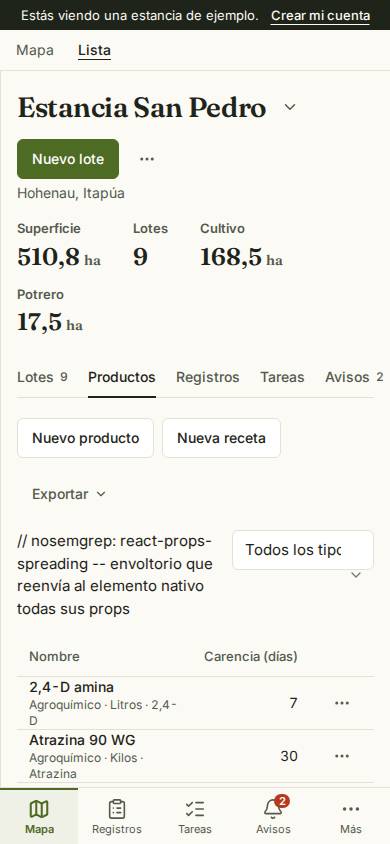 Estás viendo una estancia de ejemplo. Crear mi cuenta
Mapa Lista
Estancia San Pedro
Nuevo lote
Hohenau, Itapúa
Superficie Lotes Cultivo
510,8 ha 9 168,5 ha
Potrero
17,5 ha
Lotes 9 Productos Registros Tareas Avisos 2
Nuevo producto Nueva receta
Exportar
// nosemgrep: react-props-
spreading -- envoltorio que
reenvía al elemento nativo
todas sus props
Todos los tipo
Nombre Carencia (días)
2,4-D amina
Agroquímico · Litros · 2,4-
D
7
Atrazina 90 WG
Agroquímico · Kilos ·
Atrazina
30
2
Mapa Registros Tareas Avisos Más